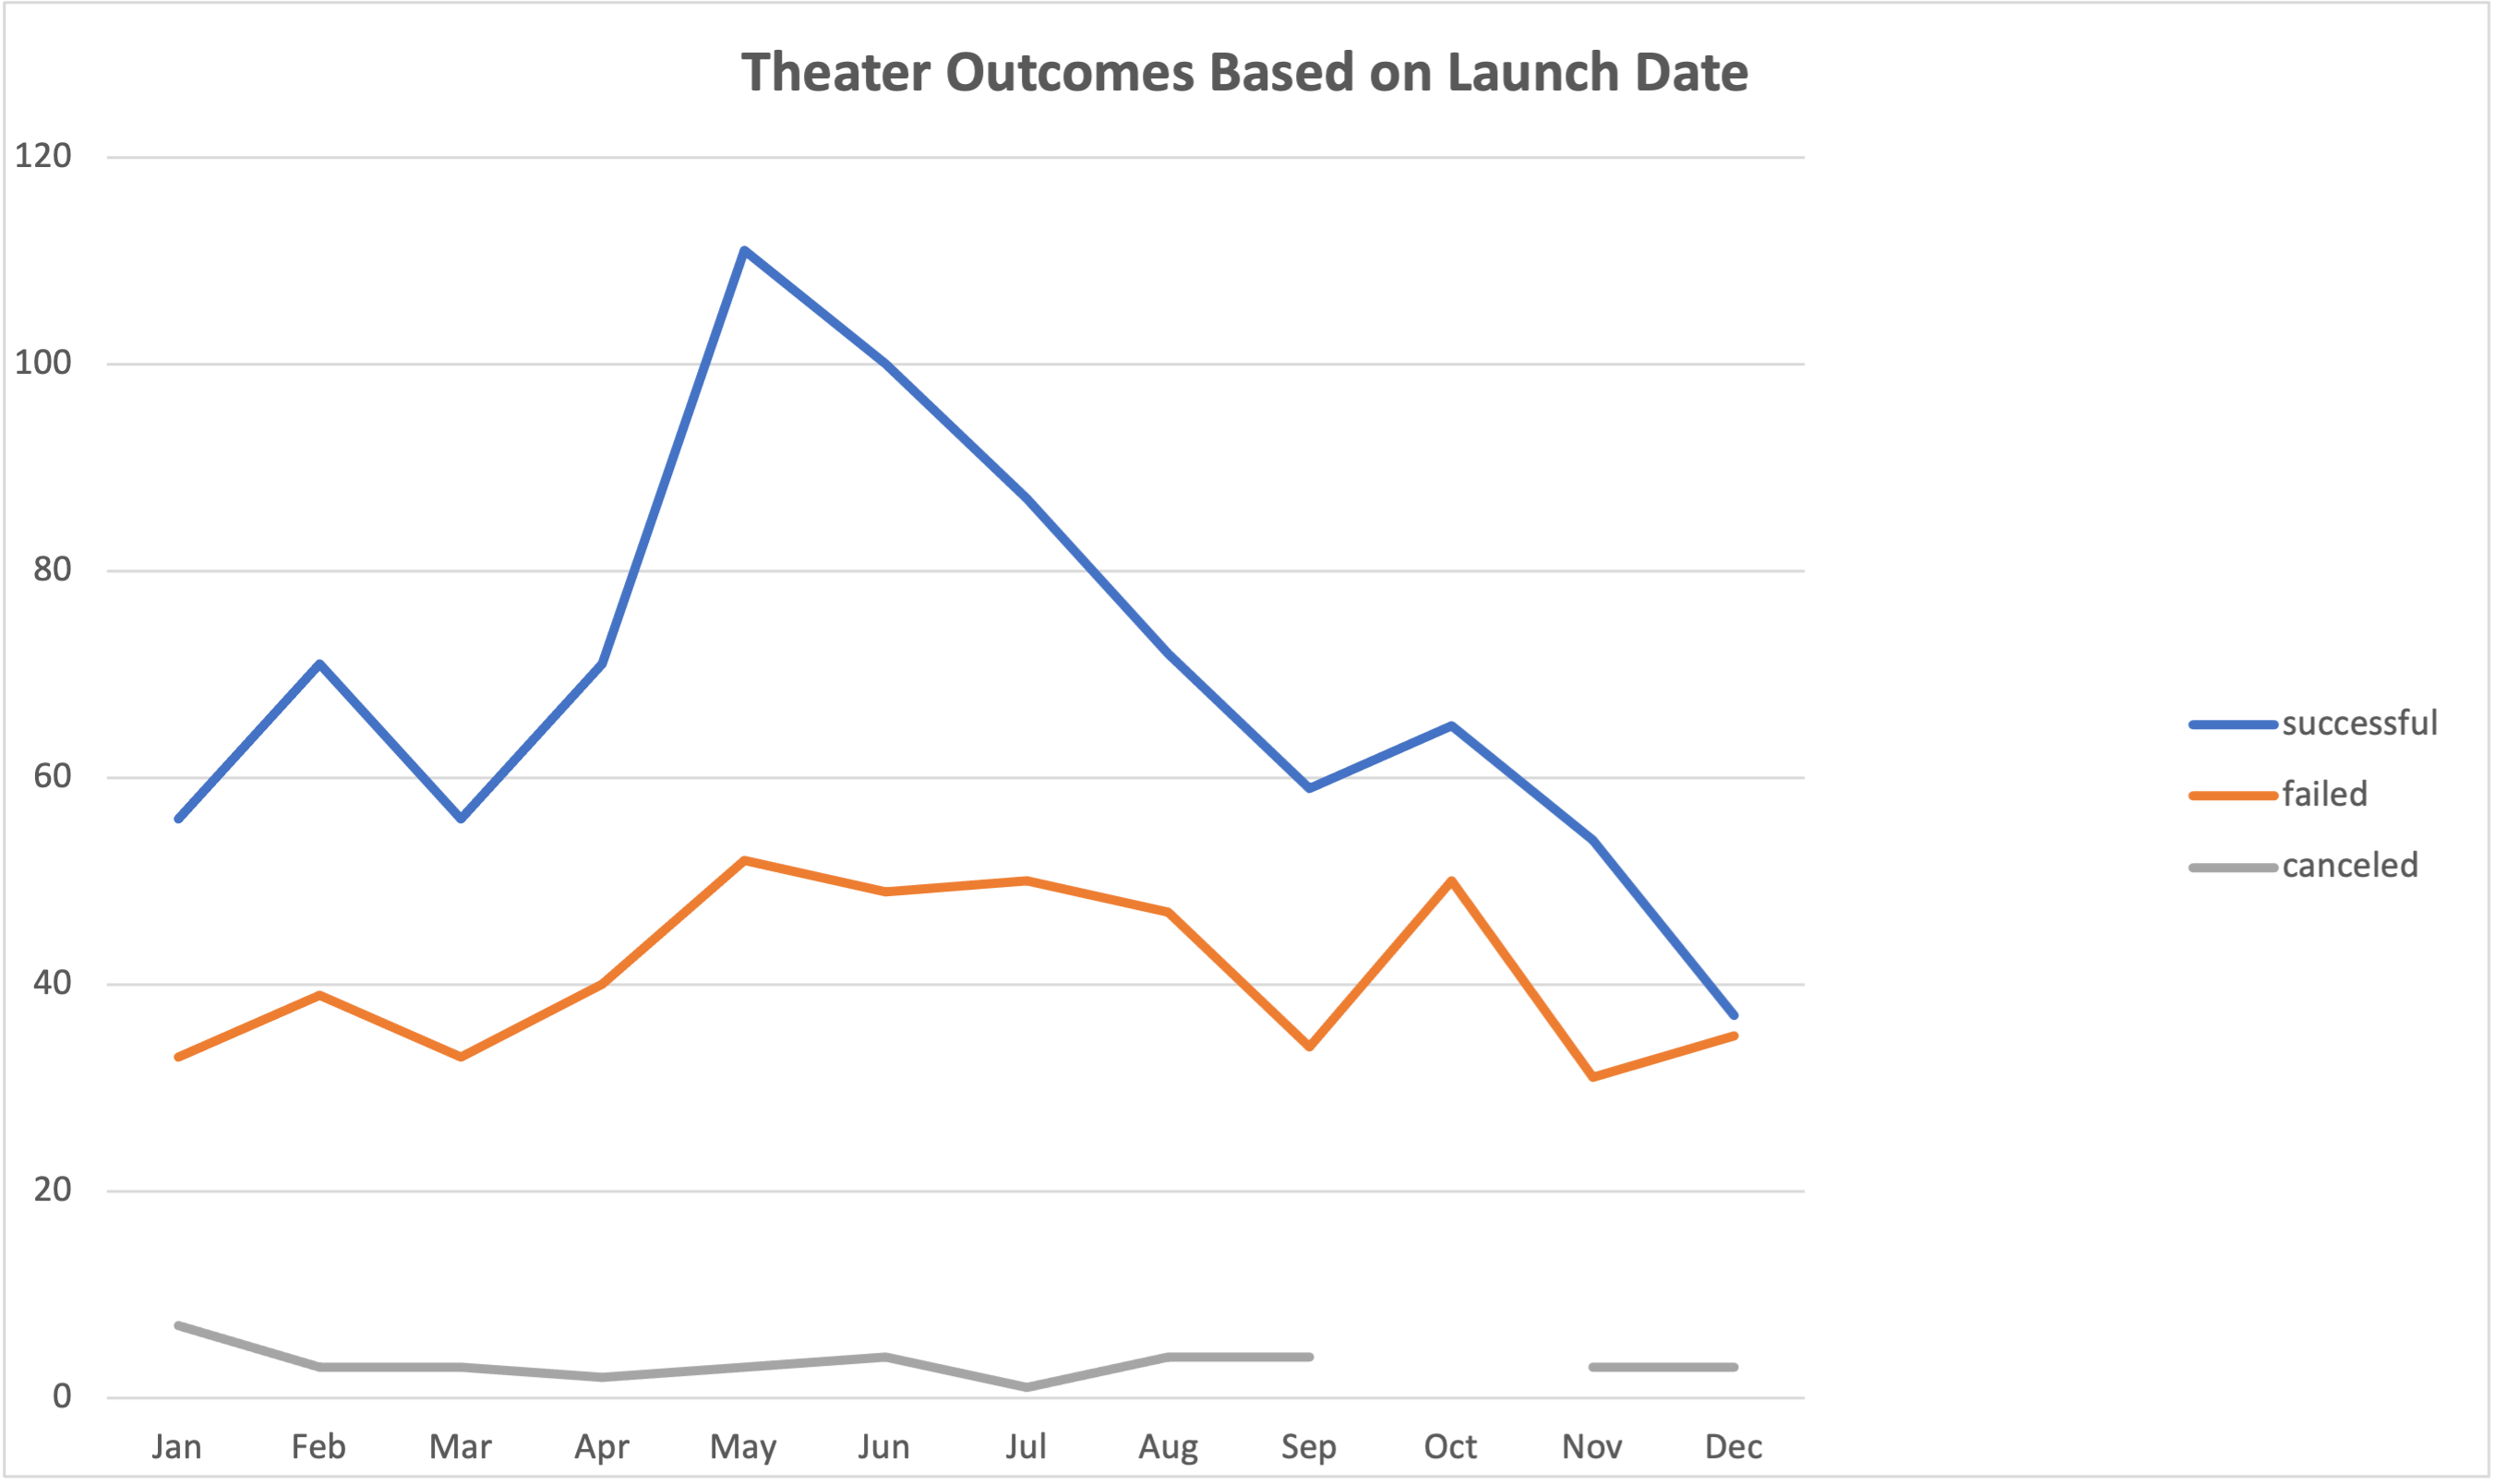 Theater Outcomes Based on Launch Date
120
100
80
60
40
20
0
Jan Feb Mar Apr May Jun Jul Aug Sep Oct Nov Dec
successful
failed
canceled